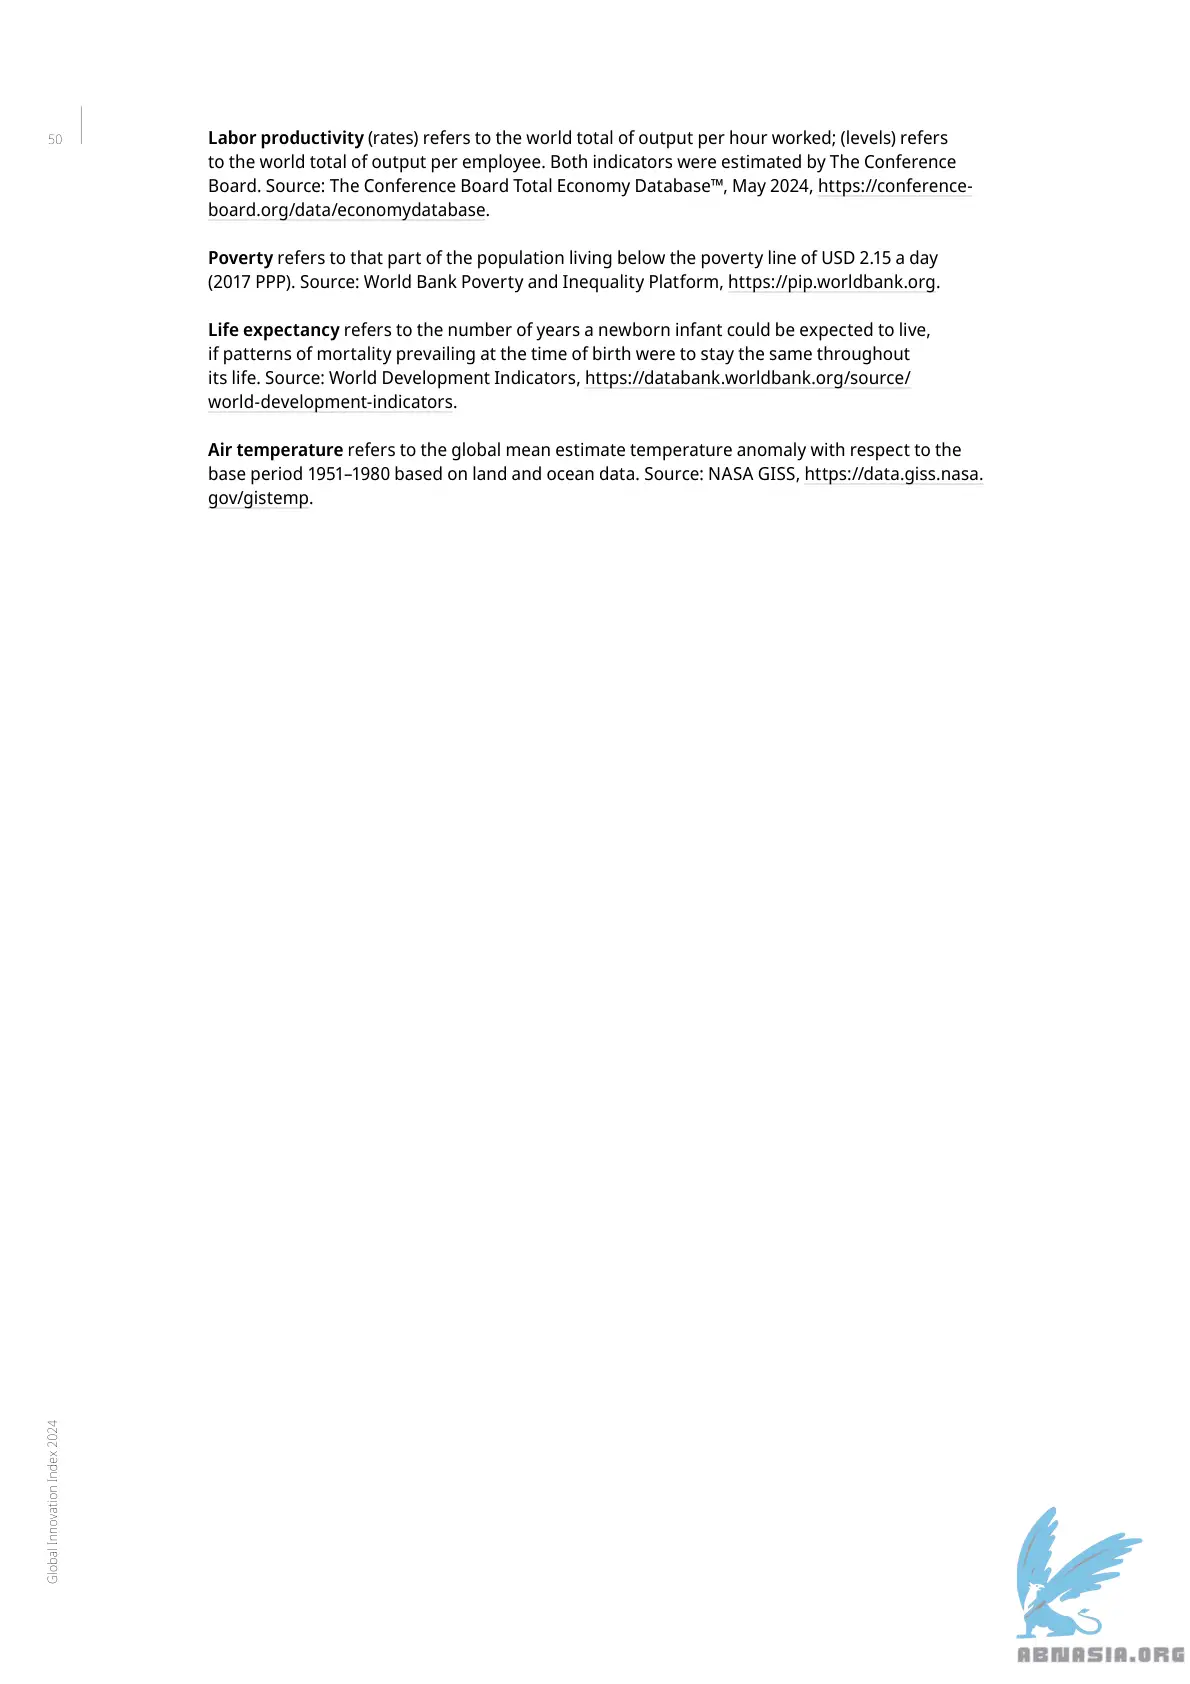 50
Labor productivity (rates) refers to the world total of output per hour worked; (levels) refers
to the world total of output per employee. Both indicators were estimated by The Conference
Board. Source: The Conference Board Total Economy Database™, May 2024, https://conference-
board.org/data/economydatabase.
Poverty refers to that part of the population living below the poverty line of USD 2.15 a day
(2017 PPP). Source: World Bank Poverty and Inequality Platform, https://pip.worldbank.org.
Life expectancy refers to the number of years a newborn infant could be expected to live,
if patterns of mortality prevailing at the time of birth were to stay the same throughout
its life. Source: World Development Indicators, https://databank.worldbank.org/source/
world-development-indicators.
Air temperature refers to the global mean estimate temperature anomaly with respect to the
base period 1951–1980 based on land and ocean data. Source: NASA GISS, https://data.giss.nasa.
gov/gistemp.
Global Innovation Index 2024
ABNASIA.ORG